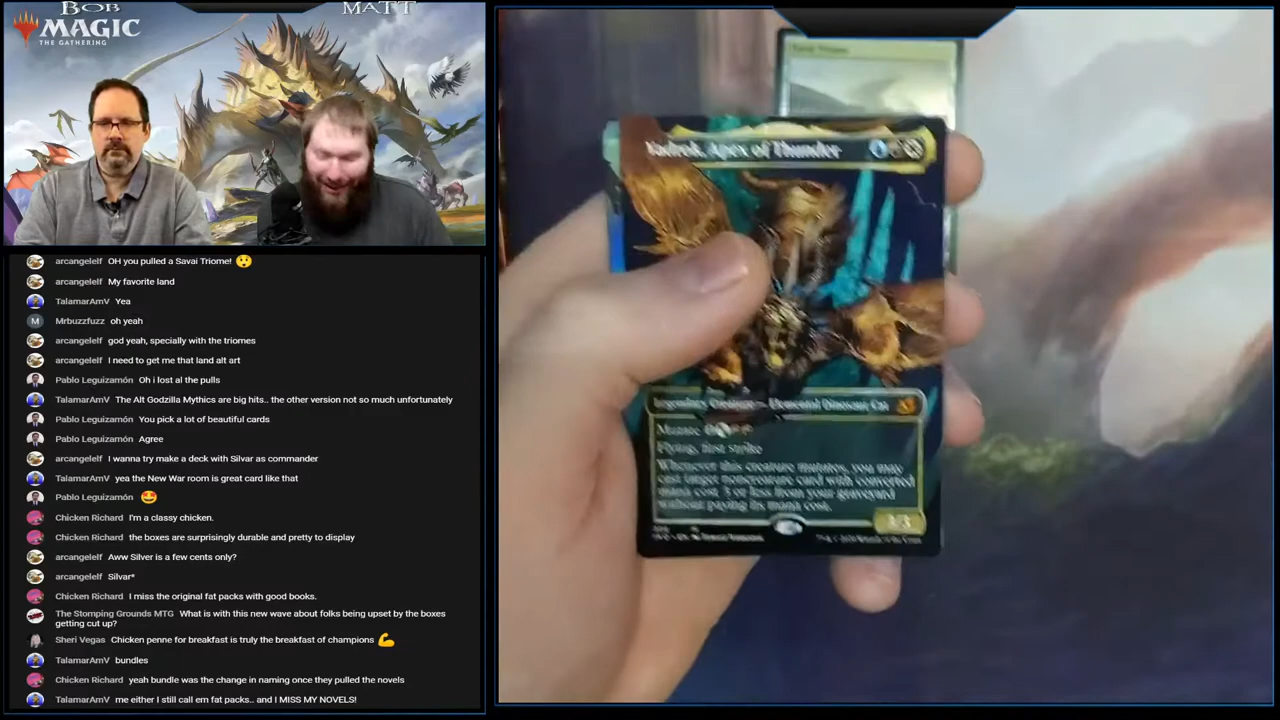 BOB
MATT
MAGIC
THE GATHERING
arcangelelf OH you pulled a Savai Triome! 😲
arcangelelf My favorite land
TalamarAmV Yea
M Mrbuzzfuzz oh yeah
arcangelelf god yeah, specially with the triomes
arcangelelf I need to get me that land alt art
Pablo Leguizamón Oh i lost al the pulls
TalamarAmV The Alt Godzilla Mythics are big hits.. the other version not so much unfortunately
Pablo Leguizamón You pick a lot of beautiful cards
Pablo Leguizamón Agree
arcangelelf I wanna try make a deck with Silvar as commander
TalamarAmV yea the New War room is great card like that
Pablo Leguizamón 🤩
Chicken Richard I'm a classy chicken.
Chicken Richard the boxes are surprisingly durable and pretty to display
arcangelelf Aww Silver is a few cents only?
arcangelelf Silvar*
Chicken Richard I miss the original fat packs with good books.
The Stomping Grounds MTG What is with this new wave about folks being upset by the boxes
getting cut up?
Sheri Vegas Chicken penne for breakfast is truly the breakfast of champions 💪
TalamarAmV bundles
Chicken Richard yeah bundle was the change in naming once they pulled the novels
TalamarAmV me either I still call em fat packs.. and I MISS MY NOVELS!
Savai Triome
Vadrok, Apex of Thunder
Legendary Creature — Elemental Dinosaur Cat
Mutate
Flying, first strike
Whenever this creature mutates, you may
cast target noncreature card with converted
mana cost 3 or less from your graveyard
without paying its mana cost.
3/3